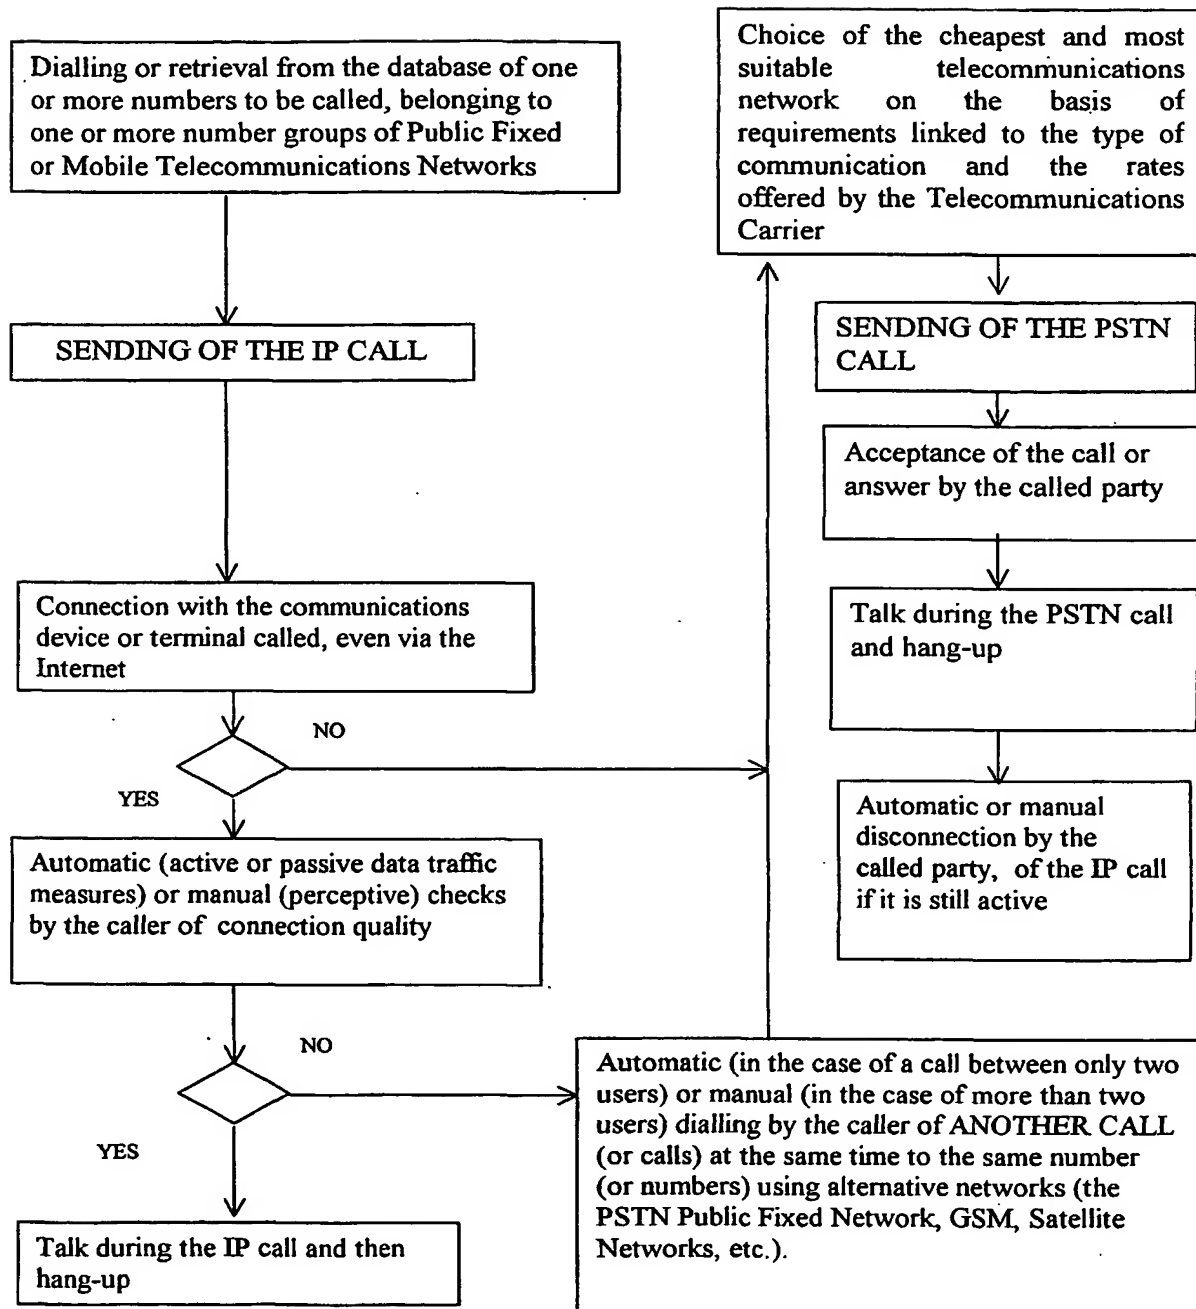 Dialling or retrieval from the database of one
or more numbers to be called, belonging to
one or more number groups of Public Fixed
or Mobile Telecommunications Networks
SENDING OF THE IP CALL
Connection with the communications
device or terminal called, even via the
Internet
NO
YES
Automatic (active or passive data traffic
measures) or manual (perceptive) checks
by the caller of connection quality
NO
YES
Talk during the IP call and then
hang-up
Automatic (in the case of a call between only two
users) or manual (in the case of more than two
users) dialling by the caller of ANOTHER CALL
(or calls) at the same time to the same number
(or numbers) using alternative networks (the
PSTN Public Fixed Network, GSM, Satellite
Networks, etc.).
Choice of the cheapest and most
suitable telecommunications
network on the basis of
requirements linked to the type of
communication and the rates
offered by the Telecommunications
Carrier
SENDING OF THE PSTN
CALL
Acceptance of the call or
answer by the called party
Talk during the PSTN call
and hang-up
Automatic or manual
disconnection by the
called party, of the IP call
if it is still active